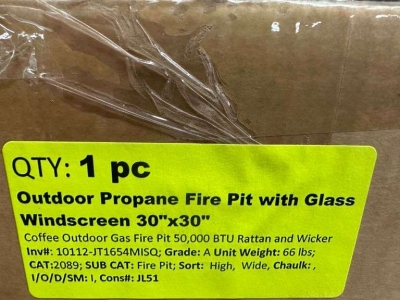 QTY: 1 pc
Outdoor Propane Fire Pit with Glass
Windscreen 30"x30"
Coffee Outdoor Gas Fire Pit 50,000 BTU Rattan and Wicker
Inv#: 10112-JT1654MISQ; Grade: A Unit Weight: 66 lbs;
CAT:2089; SUB CAT: Fire Pit; Sort: High, Wide, Chaulk: ,
I/O/D/SM: I, Cons#: JL51